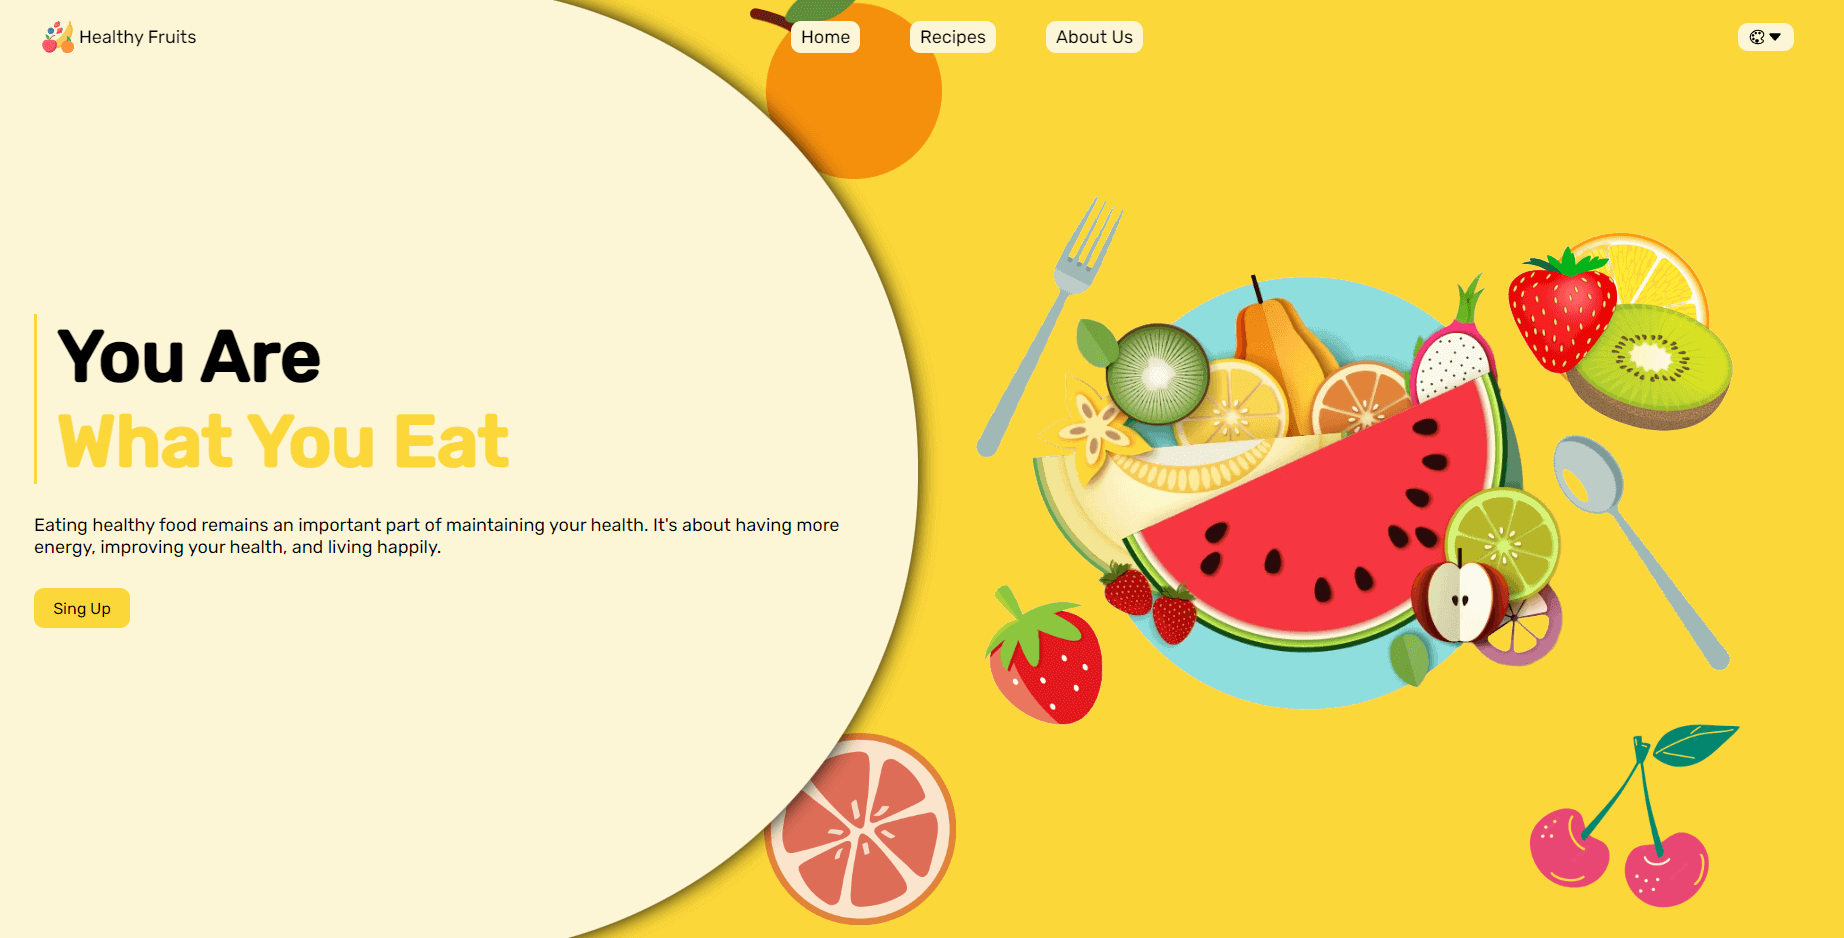 Healthy Fruits
Home
Recipes
About Us
You Are
What You Eat
Eating healthy food remains an important part of maintaining your health. It's about having more
energy, improving your health, and living happily.
Sing Up